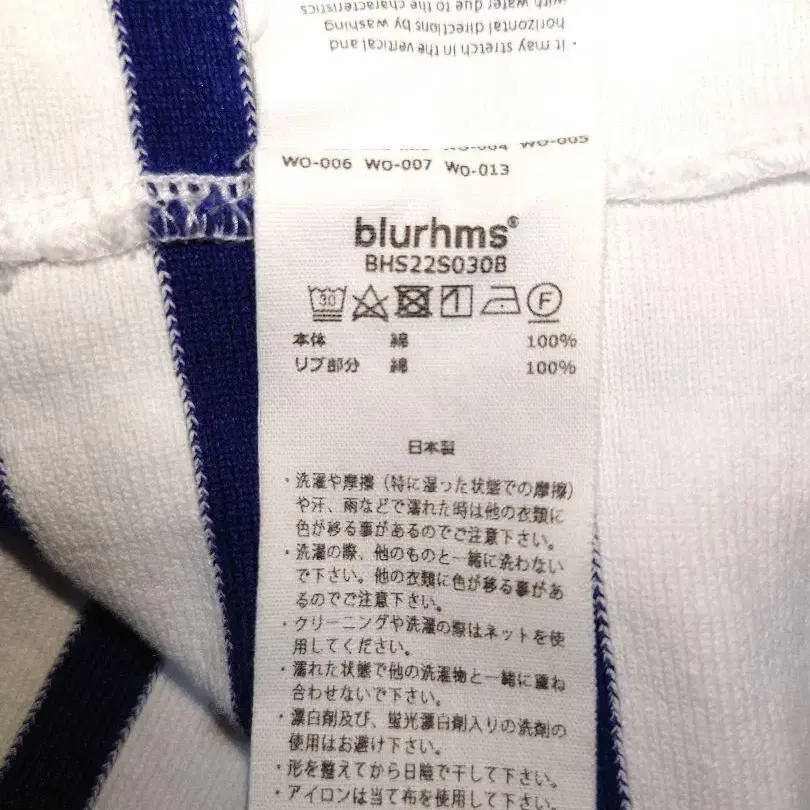 with water due to the characteristics
horizontal directions by washing
・it may stretch in the vertical and
WO-004 WO-005
WO-006 WO-007 WO-013
blurhms®
BHS22S030B
30 F
本体 綿 100%
リブ部分 綿 100%
日本製
・洗濯や摩擦（特に湿った状態での摩擦）
や汗、雨などで濡れた時は他の衣類に
色が移る事があるのでご注意下さい。
・洗濯の際、他のものと一緒に洗わない
で下さい。他の衣類に色が移る事があ
るのでご注意下さい。
・クリーニングや洗濯の際はネットを使
用してください。
・濡れた状態で他の洗濯物と一緒に重ね
合わせないで下さい。
・漂白剤及び、蛍光漂白剤入りの洗剤の
使用はお避け下さい。
・形を整えてから日陰で干して下さい。
・アイロンは当て布を使用して下さい。